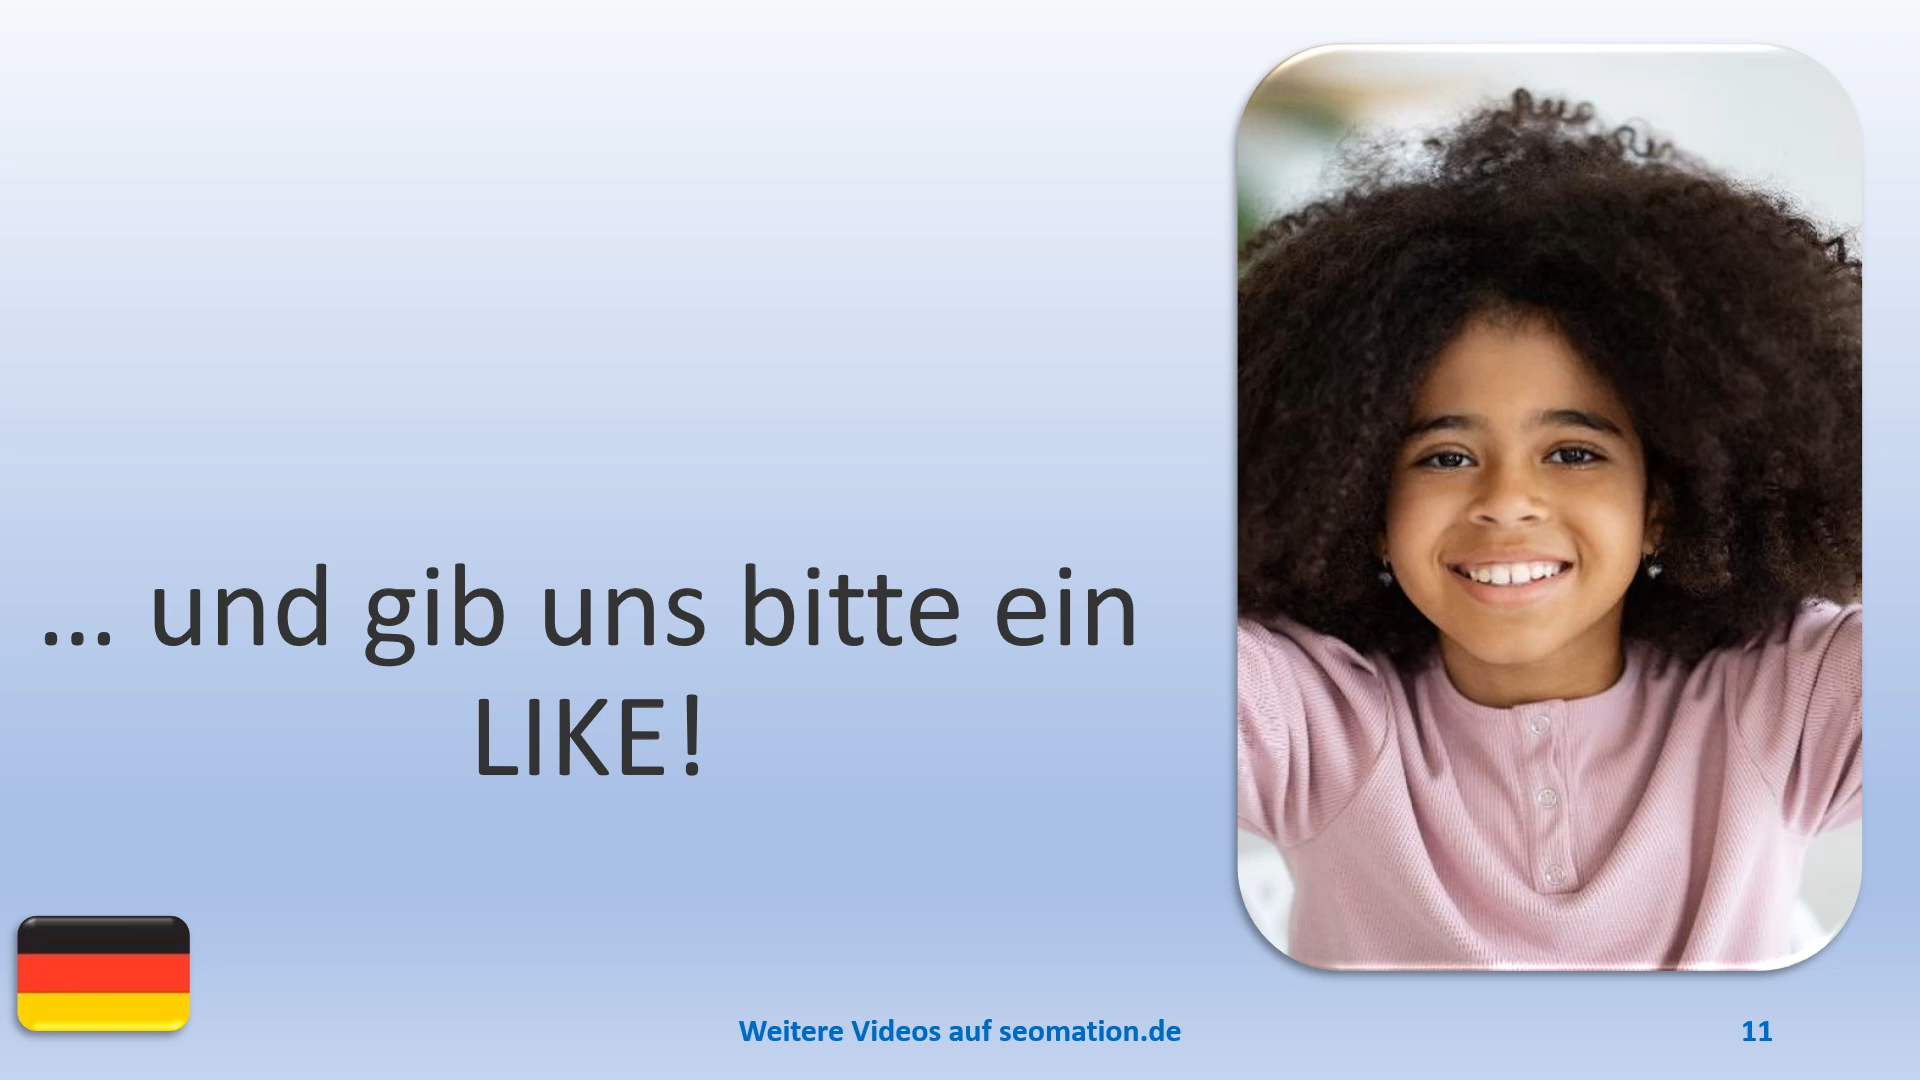 ... und gib uns bitte ein
LIKE!
Weitere Videos auf seomation.de
11